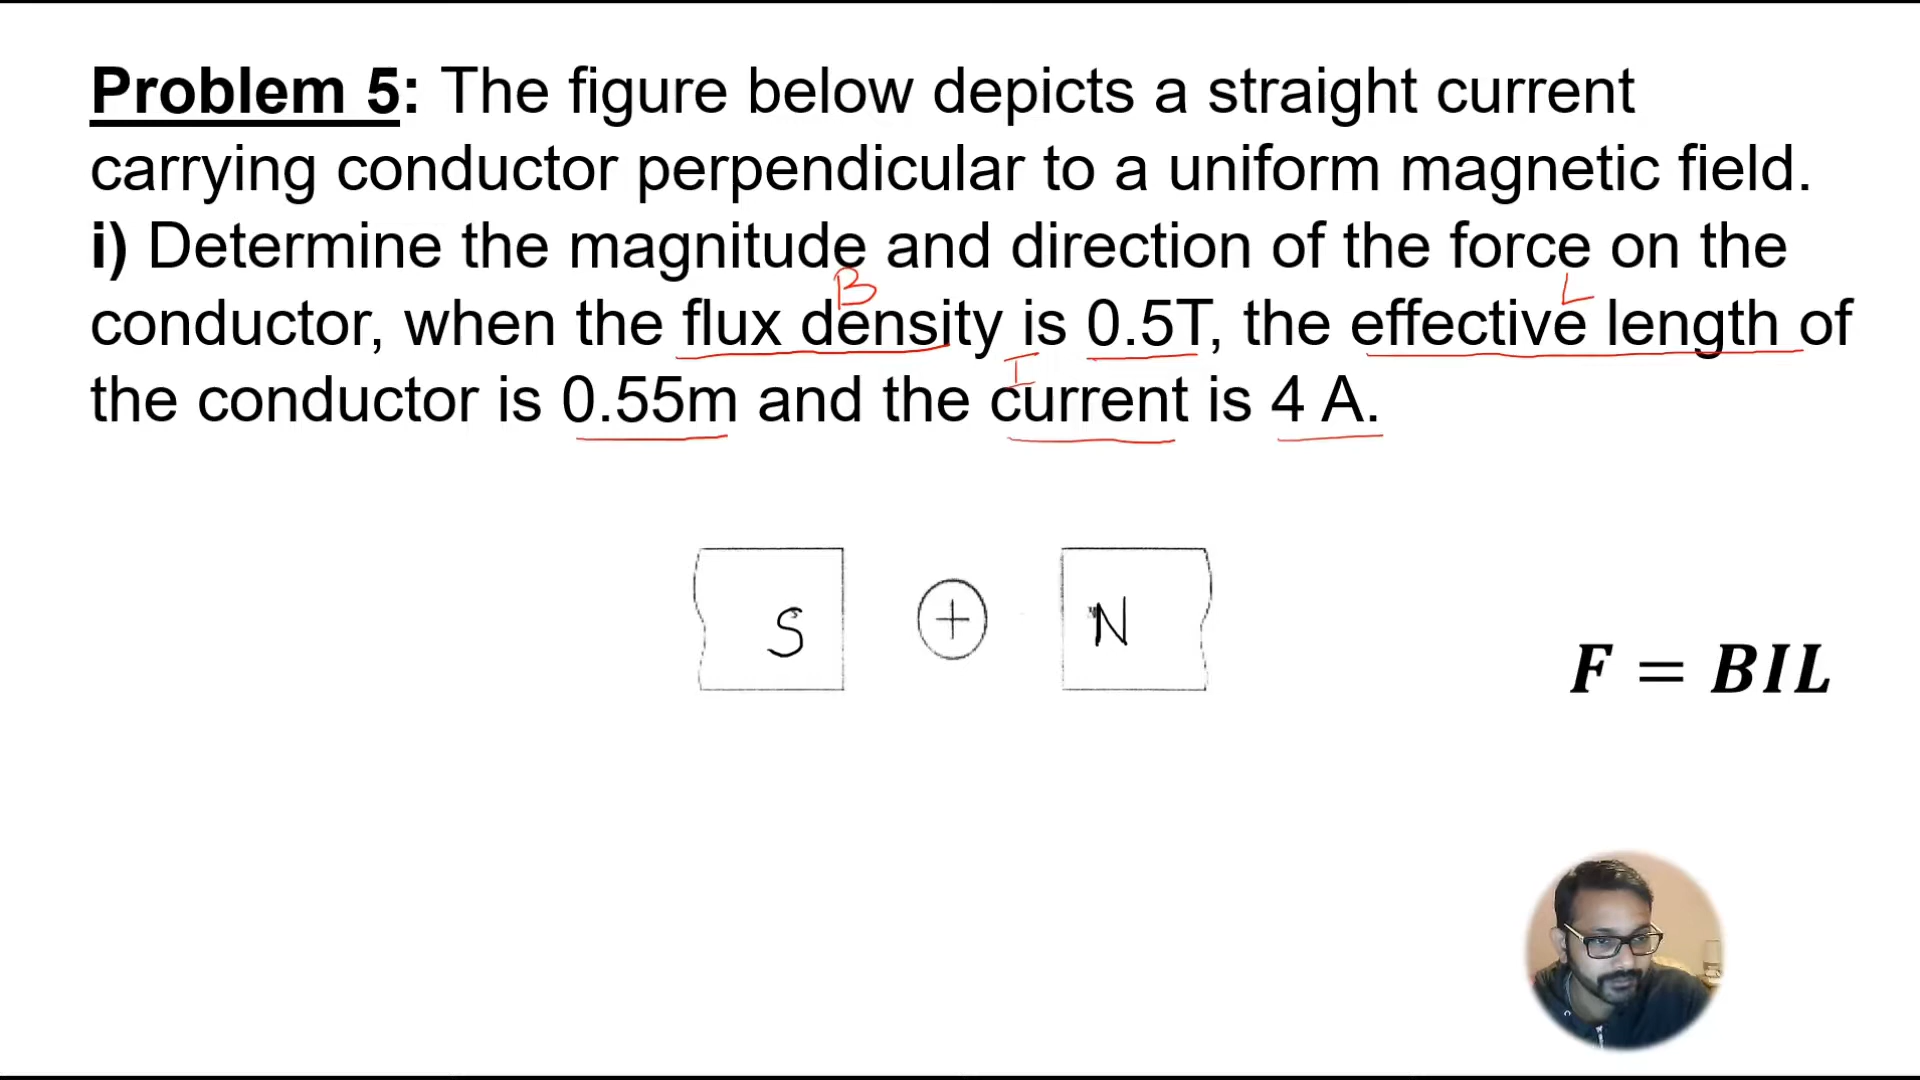 Problem 5: The figure below depicts a straight current
carrying conductor perpendicular to a uniform magnetic field.
i) Determine the magnitude and direction of the force on the
B L
conductor, when the flux density is 0.5T, the effective length of
I
the conductor is 0.55m and the current is 4 A.
S + N
F = BIL